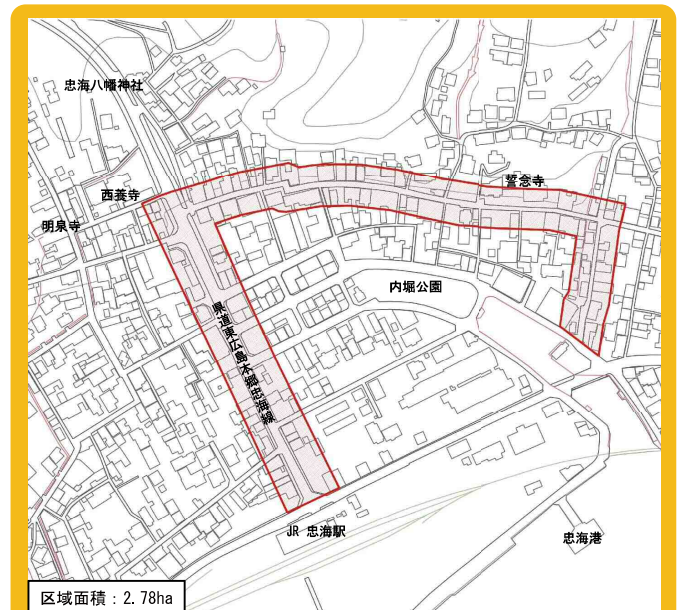 忠海八幡神社
西養寺
誓念寺
明泉寺
内堀公園
県道東広島本郷忠海線
JR 忠海駅
忠海港
区域面積：2.78ha